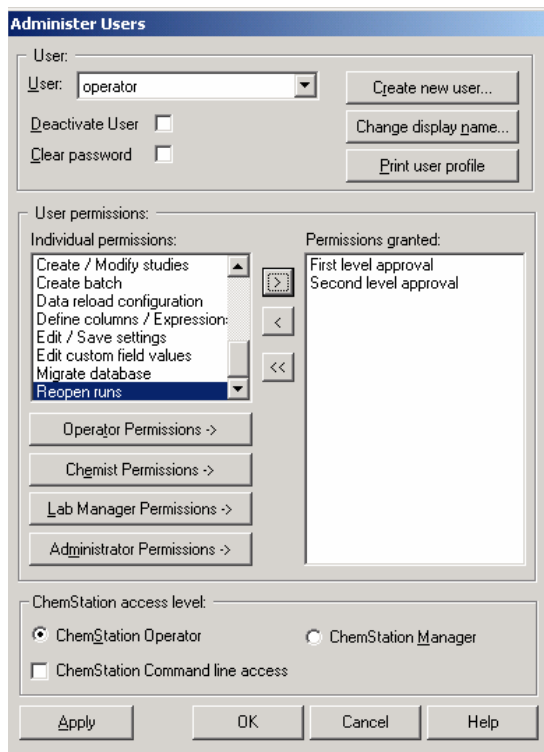 Administer Users
User:
User: operator
Create new user...
Deactivate User
Change display name...
Clear password
Print user profile
User permissions:
Individual permissions:
Permissions granted:
Create / Modify studies
Create batch
Data reload configuration
Define columns / Expression:
Edit / Save settings
Edit custom field values
Migrate database
Reopen runs
>
<
<<
First level approval
Second level approval
Operator Permissions ->
Chemist Permissions ->
Lab Manager Permissions ->
Administrator Permissions ->
ChemStation access level:
ChemStation Operator
ChemStation Manager
ChemStation Command line access
Apply
OK
Cancel
Help